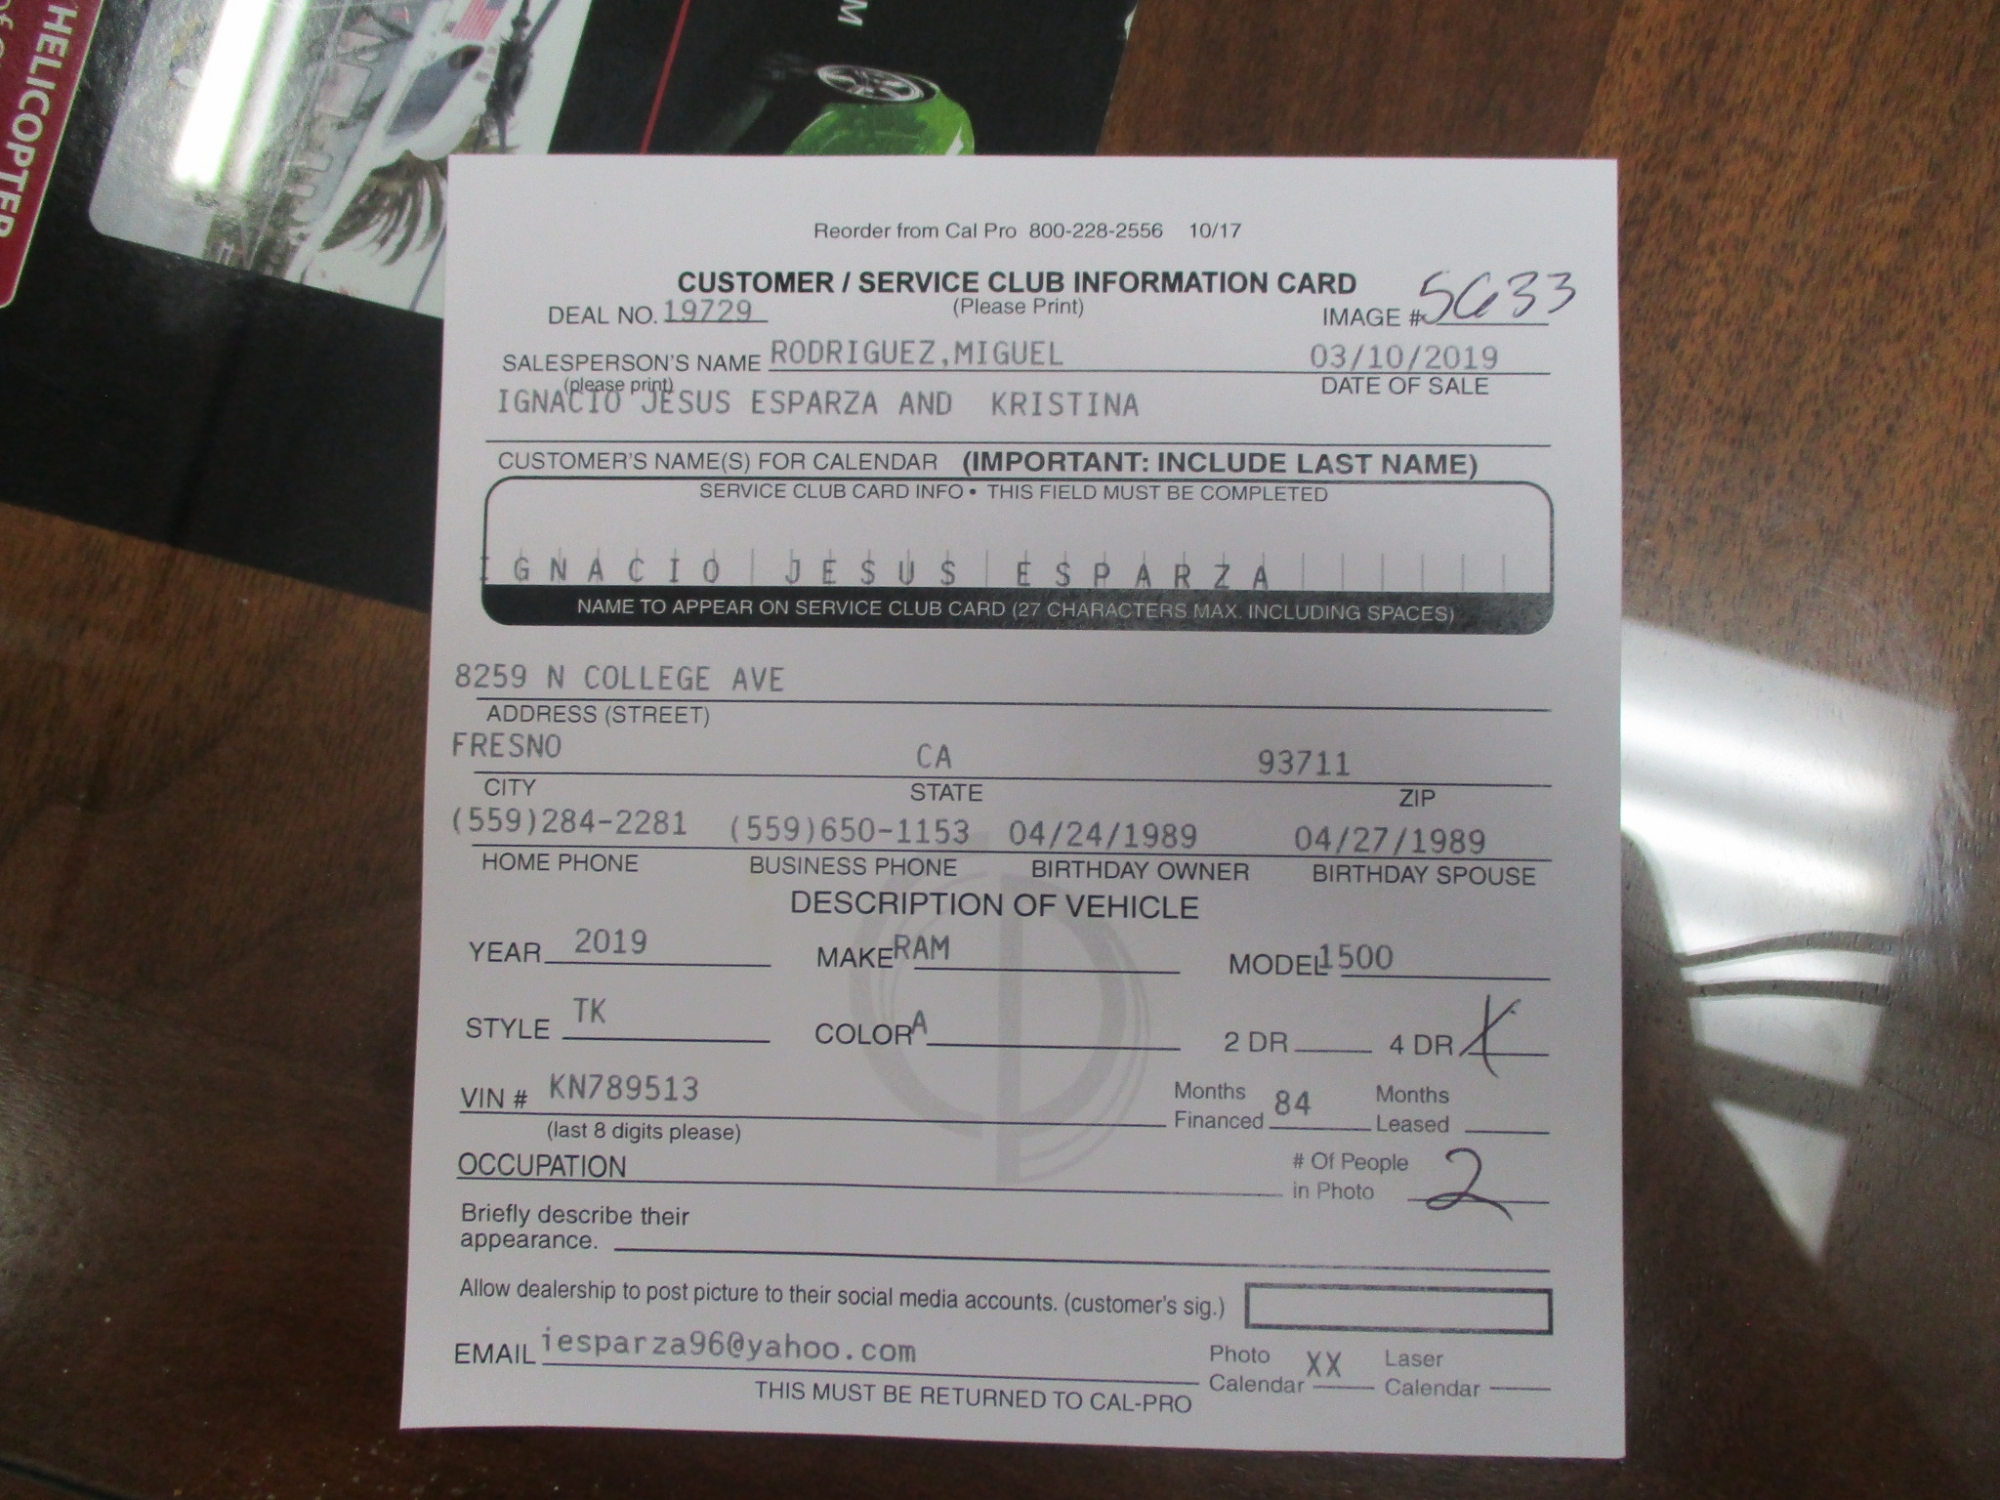 HELICOPTER
M
Reorder from Cal Pro 800-228-2556 10/17
CUSTOMER / SERVICE CLUB INFORMATION CARD
DEAL NO. 19729 (Please Print) IMAGE # 5633
SALESPERSON'S NAME RODRIGUEZ,MIGUEL 03/10/2019
(please print) DATE OF SALE
IGNACIO JESUS ESPARZA AND KRISTINA
CUSTOMER'S NAME(S) FOR CALENDAR (IMPORTANT: INCLUDE LAST NAME)
SERVICE CLUB CARD INFO • THIS FIELD MUST BE COMPLETED
IGNACIO JESUS ESPARZA
NAME TO APPEAR ON SERVICE CLUB CARD (27 CHARACTERS MAX. INCLUDING SPACES)
8259 N COLLEGE AVE
ADDRESS (STREET)
FRESNO CA 93711
CITY STATE ZIP
(559)284-2281 (559)650-1153 04/24/1989 04/27/1989
HOME PHONE BUSINESS PHONE BIRTHDAY OWNER BIRTHDAY SPOUSE
DESCRIPTION OF VEHICLE
YEAR 2019 MAKE RAM MODEL 1500
STYLE TK COLOR A 2 DR 4 DR X
VIN # KN789513 Months Financed 84 Months Leased
(last 8 digits please)
OCCUPATION # Of People in Photo 2
Briefly describe their
appearance.
Allow dealership to post picture to their social media accounts. (customer's sig.)
EMAIL iesparza96@yahoo.com Photo Calendar XX Laser Calendar
THIS MUST BE RETURNED TO CAL-PRO